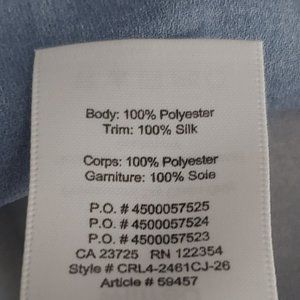 Body: 100% Polyester
Trim: 100% Silk
Corps: 100% Polyester
Garniture: 100% Soie
P.O. # 4500057525
P.O. # 4500057524
P.O. # 4500057523
CA 23725 RN 122354
Style # CRL4-2461CJ-26
Article # 59457